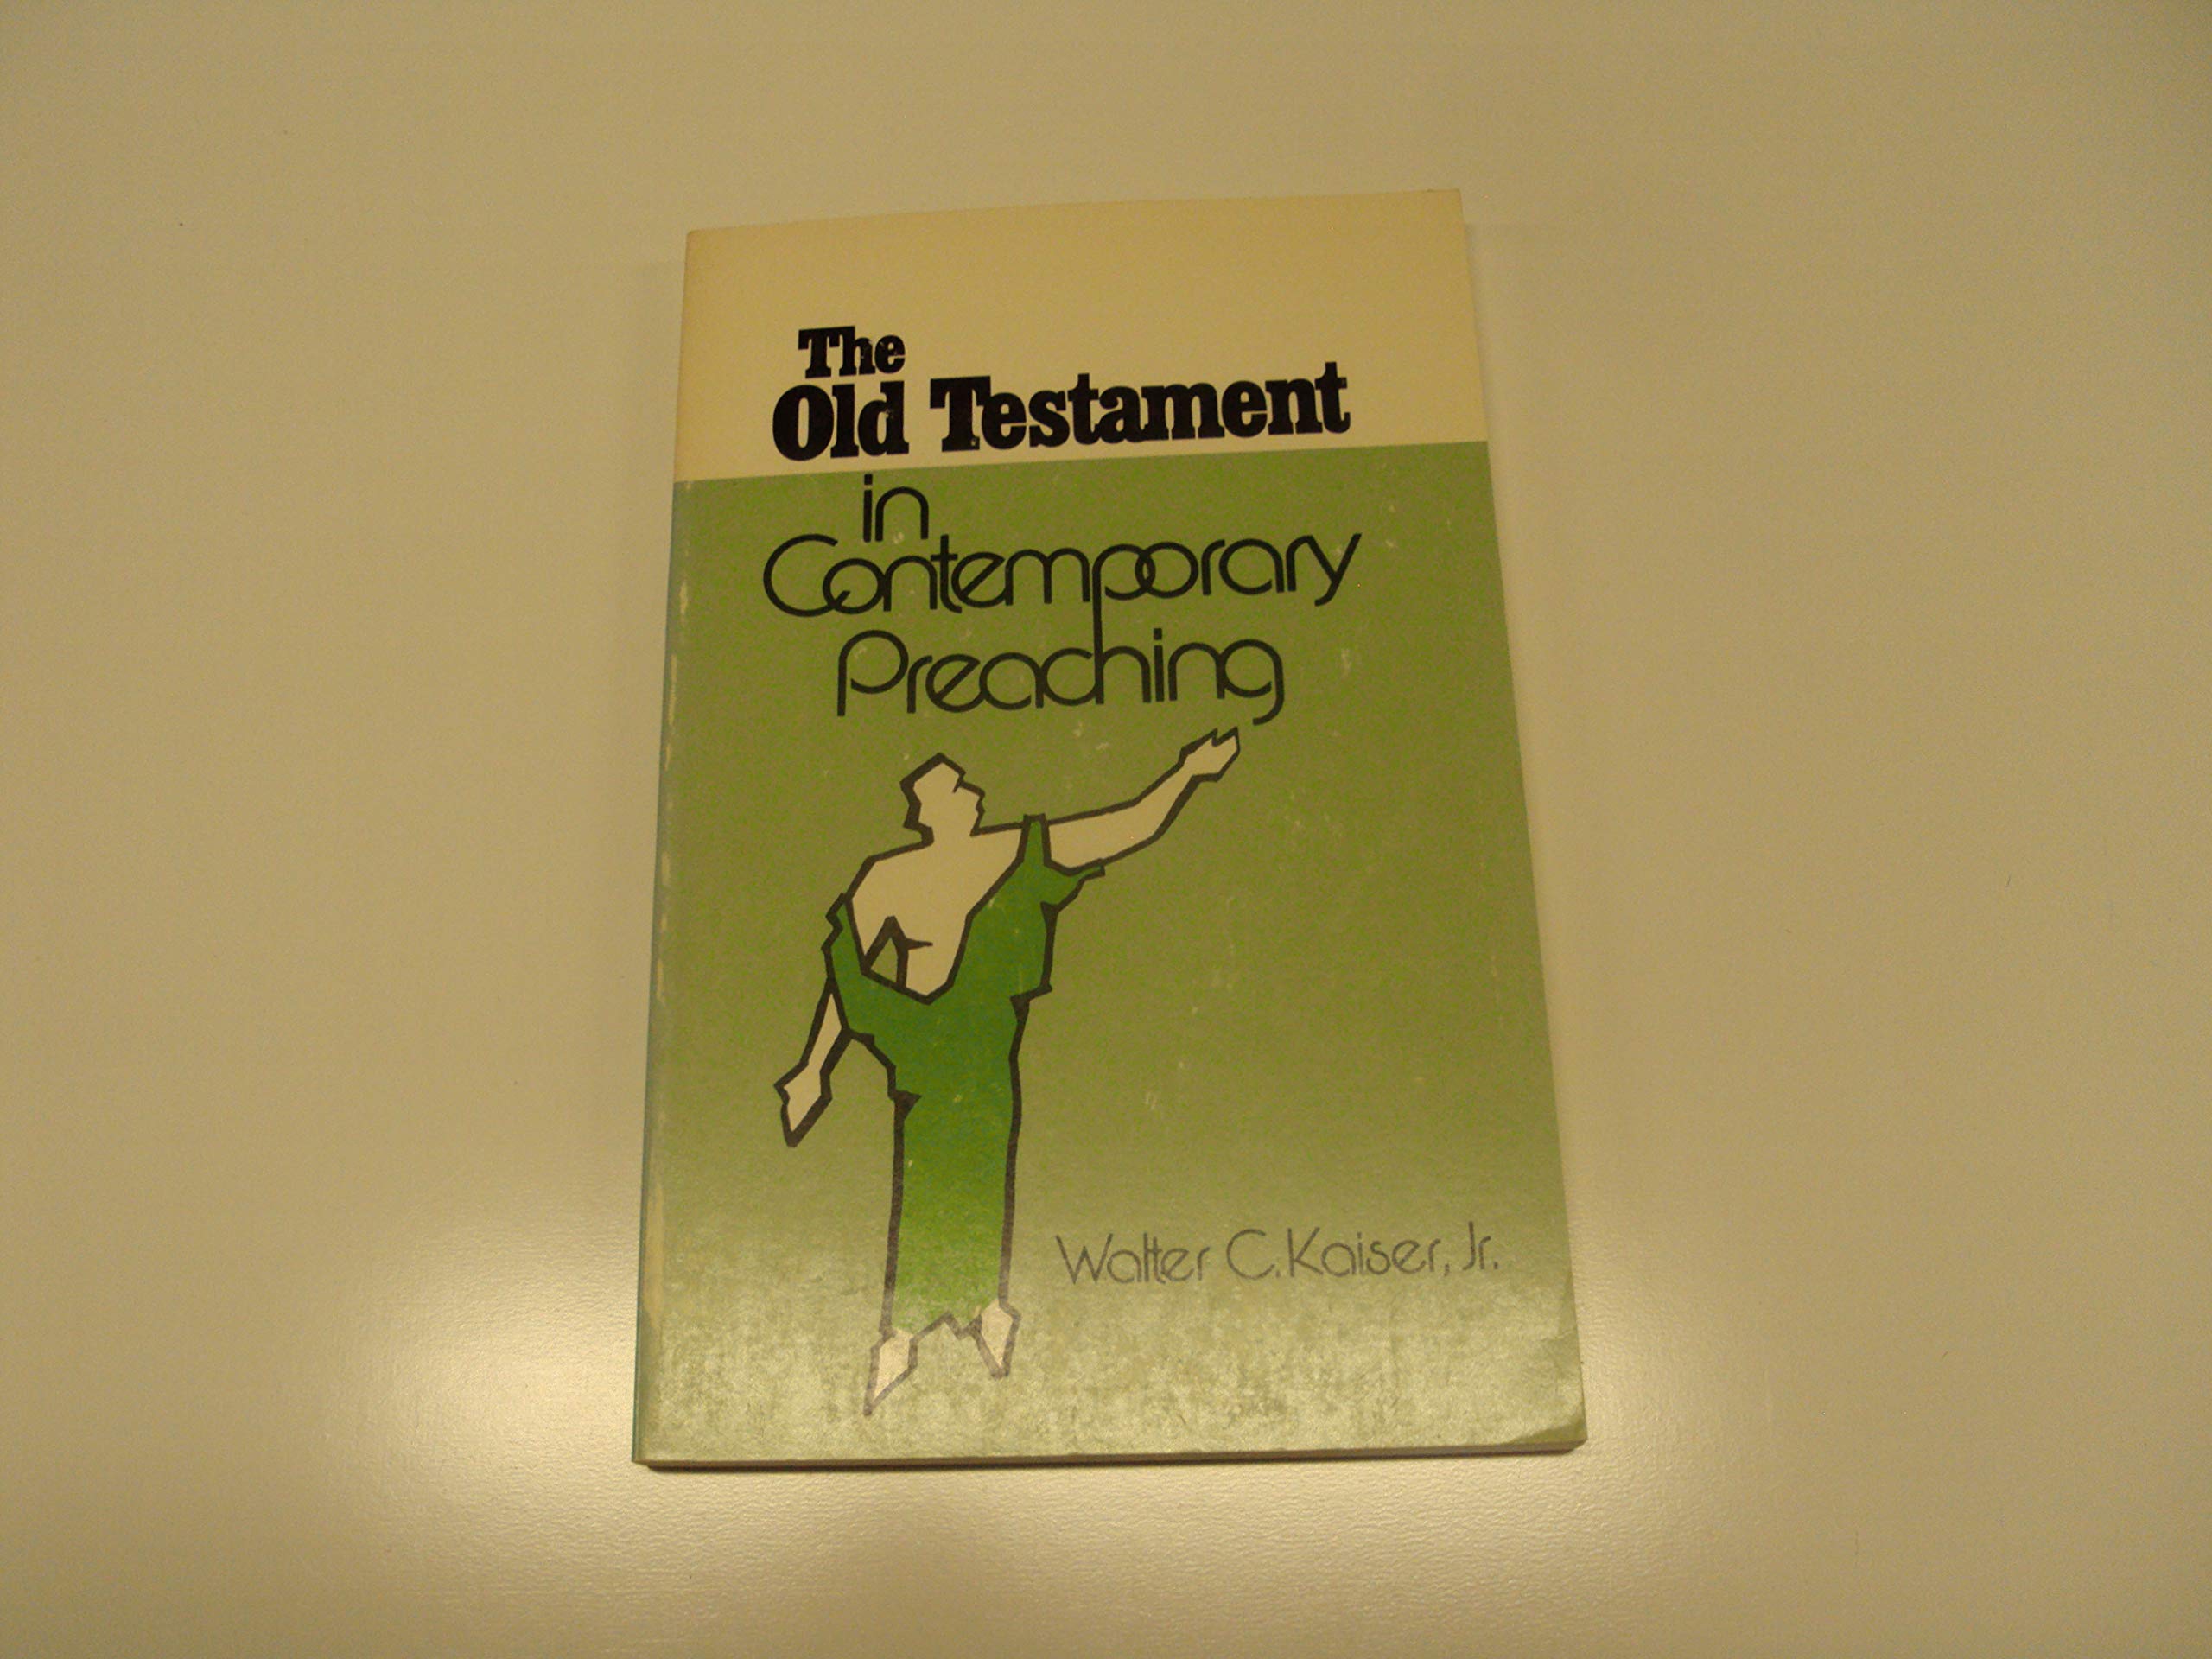 The
Old Testament
in
Contemporary
Preaching
Walter C. Kaiser, Jr.